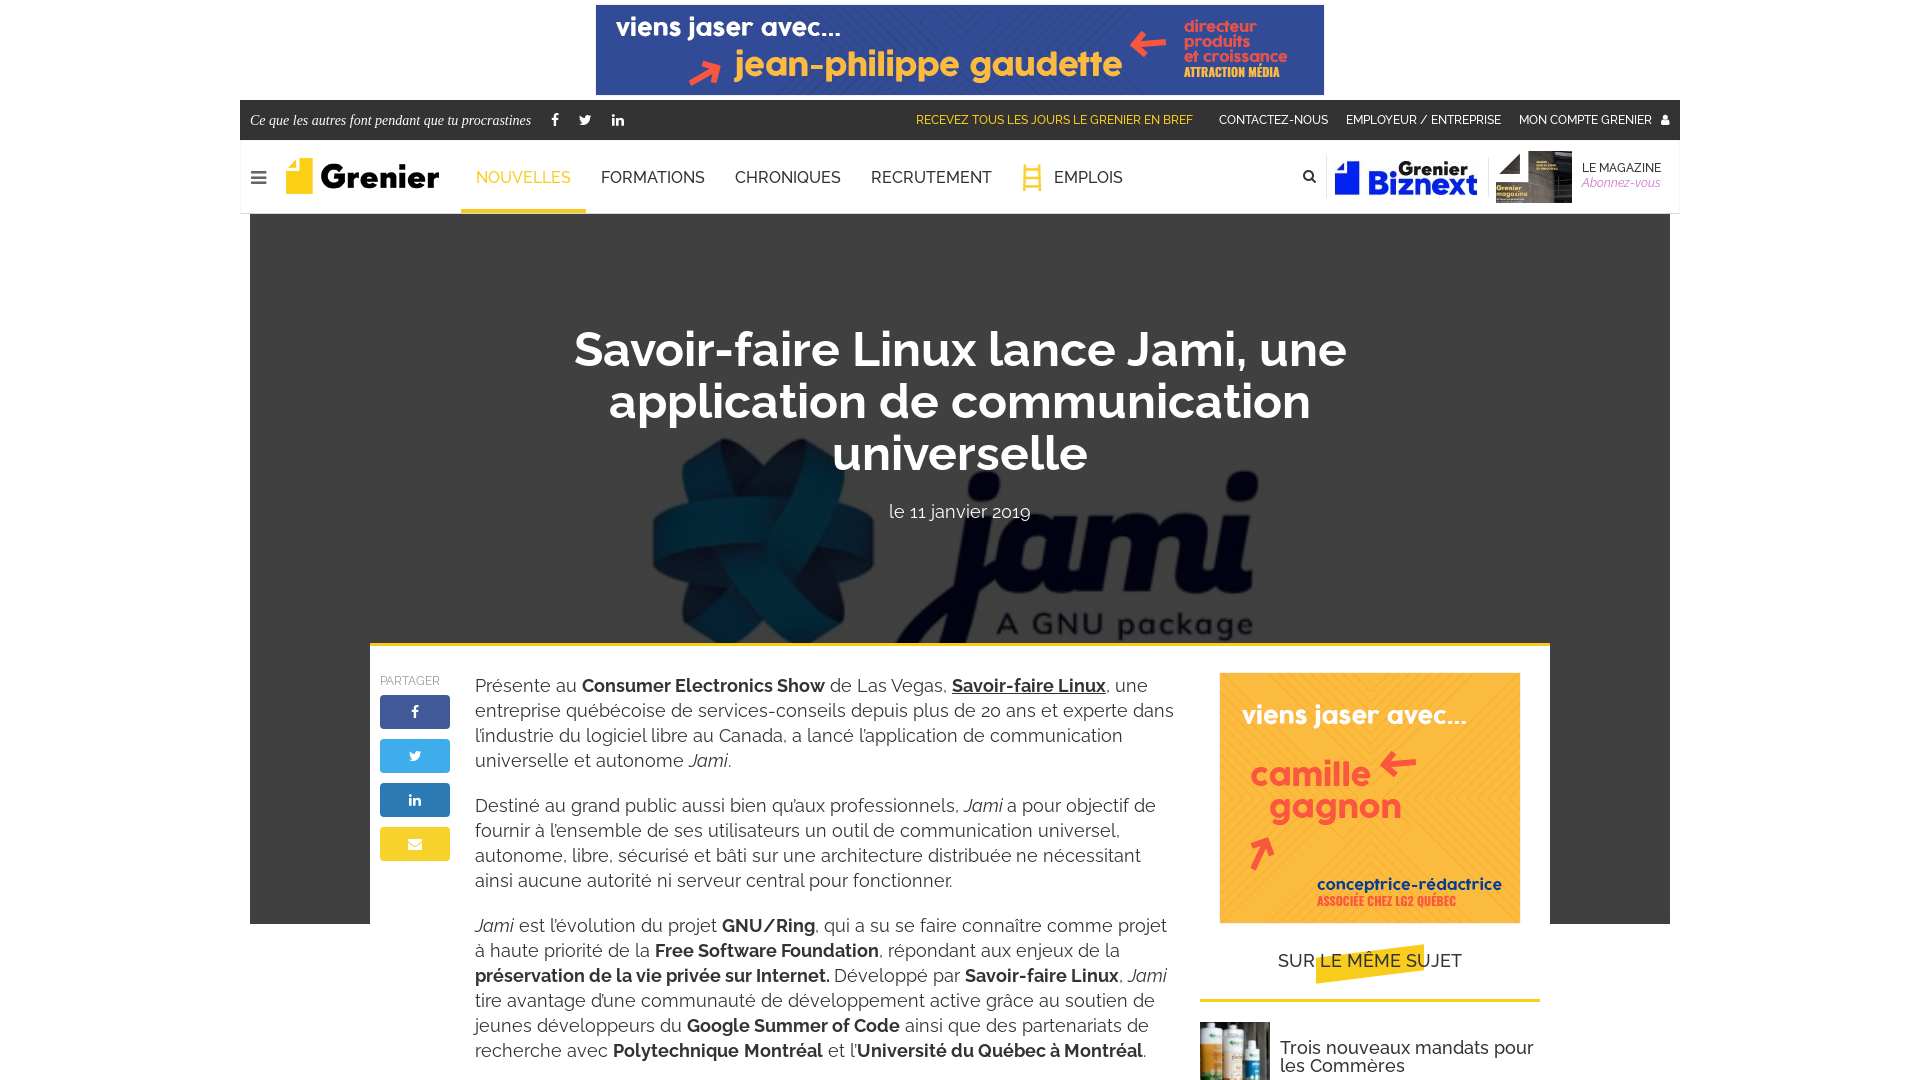 viens jaser avec...
jean-philippe gaudette
directeur
produits
et croissance
ATTRACTION MÉDIA
Ce que les autres font pendant que tu procrastines
RECEVEZ TOUS LES JOURS LE GRENIER EN BREF
CONTACTEZ-NOUS
EMPLOYEUR / ENTREPRISE
MON COMPTE GRENIER
Grenier
NOUVELLES
FORMATIONS
CHRONIQUES
RECRUTEMENT
EMPLOIS
Grenier
Biznext
Grenier
magazine
LE MAGAZINE
Abonnez-vous
Savoir-faire Linux lance Jami, une
application de communication
universelle
le 11 janvier 2019
jami
A GNU package
PARTAGER
Présente au Consumer Electronics Show de Las Vegas, Savoir-faire Linux, une
entreprise québécoise de services-conseils depuis plus de 20 ans et experte dans
l’industrie du logiciel libre au Canada, a lancé l’application de communication
universelle et autonome Jami.
Destiné au grand public aussi bien qu’aux professionnels, Jami a pour objectif de
fournir à l’ensemble de ses utilisateurs un outil de communication universel,
autonome, libre, sécurisé et bâti sur une architecture distribuée ne nécessitant
ainsi aucune autorité ni serveur central pour fonctionner.
Jami est l’évolution du projet GNU/Ring, qui a su se faire connaître comme projet
à haute priorité de la Free Software Foundation, répondant aux enjeux de la
préservation de la vie privée sur Internet. Développé par Savoir-faire Linux, Jami
tire avantage d’une communauté de développement active grâce au soutien de
jeunes développeurs du Google Summer of Code ainsi que des partenariats de
recherche avec Polytechnique Montréal et l’Université du Québec à Montréal.
viens jaser avec...
camille
gagnon
conceptrice-rédactrice
ASSOCIÉE CHEZ LG2 QUÉBEC
SUR LE MÊME SUJET
Trois nouveaux mandats pour
les Commères